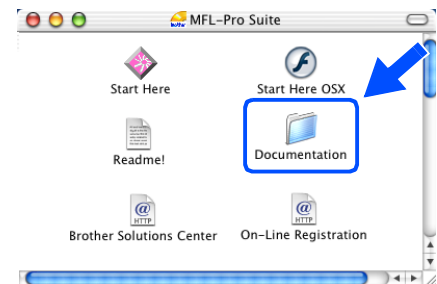 MFL-Pro Suite
Start Here
Start Here OSX
Readme!
Documentation
HTTP
HTTP
Brother Solutions Center
On-Line Registration